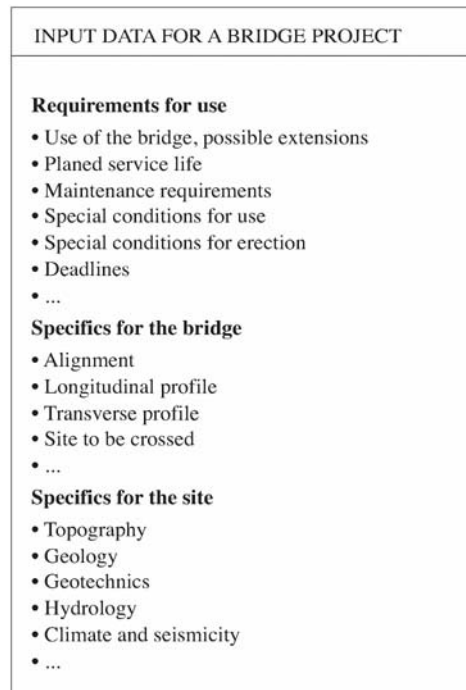 INPUT DATA FOR A BRIDGE PROJECT
Requirements for use
• Use of the bridge, possible extensions
• Planed service life
• Maintenance requirements
• Special conditions for use
• Special conditions for erection
• Deadlines
• ...
Specifics for the bridge
• Alignment
• Longitudinal profile
• Transverse profile
• Site to be crossed
• ...
Specifics for the site
• Topography
• Geology
• Geotechnics
• Hydrology
• Climate and seismicity
• ...